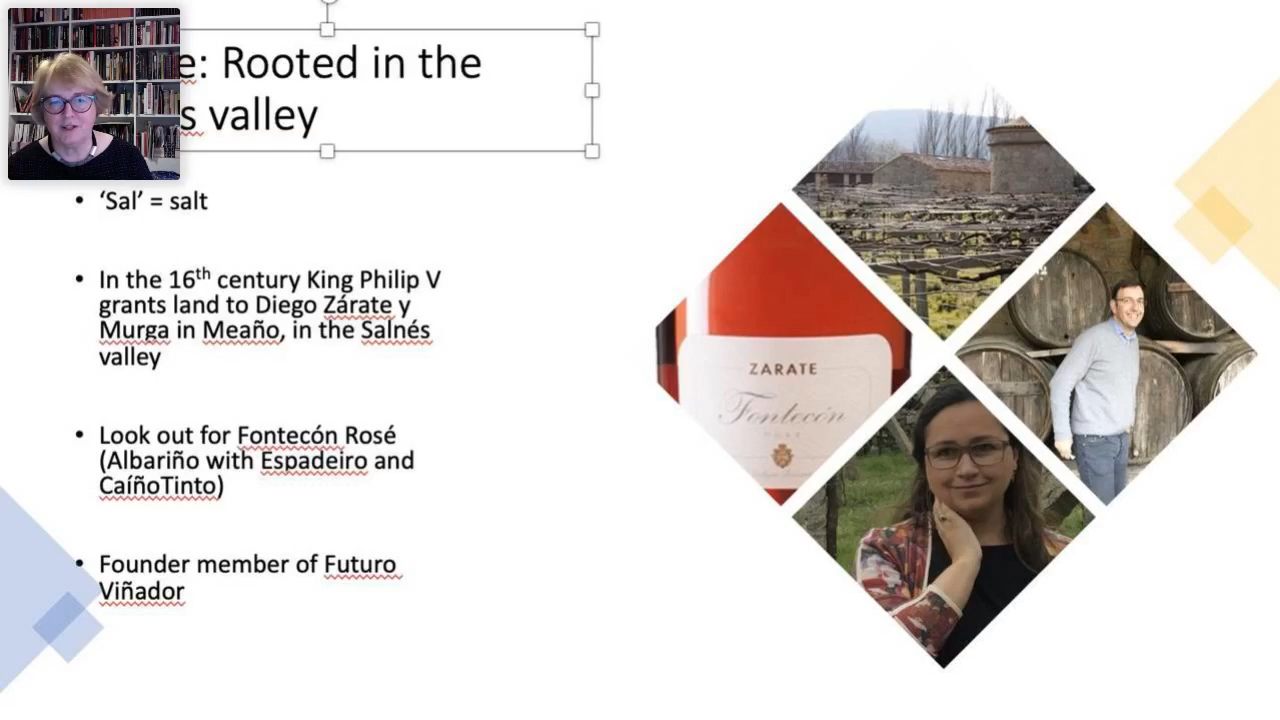 e: Rooted in the
s valley
• ‘Sal’ = salt
• In the 16th century King Philip V
grants land to Diego Zárate y
Murga in Meaño, in the Salnés
valley
• Look out for Fontecón Rosé
(Albariño with Espadeiro and
CaíñoTinto)
• Founder member of Futuro
Viñador
ZARATE
Fontecón